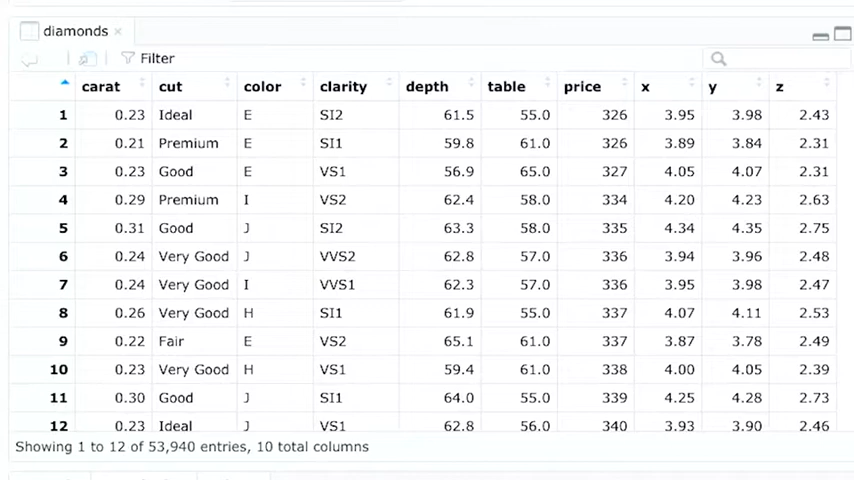 diamonds
Filter
carat cut color clarity depth table price x y z
1 0.23 Ideal E SI2 61.5 55.0 326 3.95 3.98 2.43
2 0.21 Premium E SI1 59.8 61.0 326 3.89 3.84 2.31
3 0.23 Good E VS1 56.9 65.0 327 4.05 4.07 2.31
4 0.29 Premium I VS2 62.4 58.0 334 4.20 4.23 2.63
5 0.31 Good J SI2 63.3 58.0 335 4.34 4.35 2.75
6 0.24 Very Good J VVS2 62.8 57.0 336 3.94 3.96 2.48
7 0.24 Very Good I VVS1 62.3 57.0 336 3.95 3.98 2.47
8 0.26 Very Good H SI1 61.9 55.0 337 4.07 4.11 2.53
9 0.22 Fair E VS2 65.1 61.0 337 3.87 3.78 2.49
10 0.23 Very Good H VS1 59.4 61.0 338 4.00 4.05 2.39
11 0.30 Good J SI1 64.0 55.0 339 4.25 4.28 2.73
12 0.23 Ideal J VS1 62.8 56.0 340 3.93 3.90 2.46
Showing 1 to 12 of 53,940 entries, 10 total columns